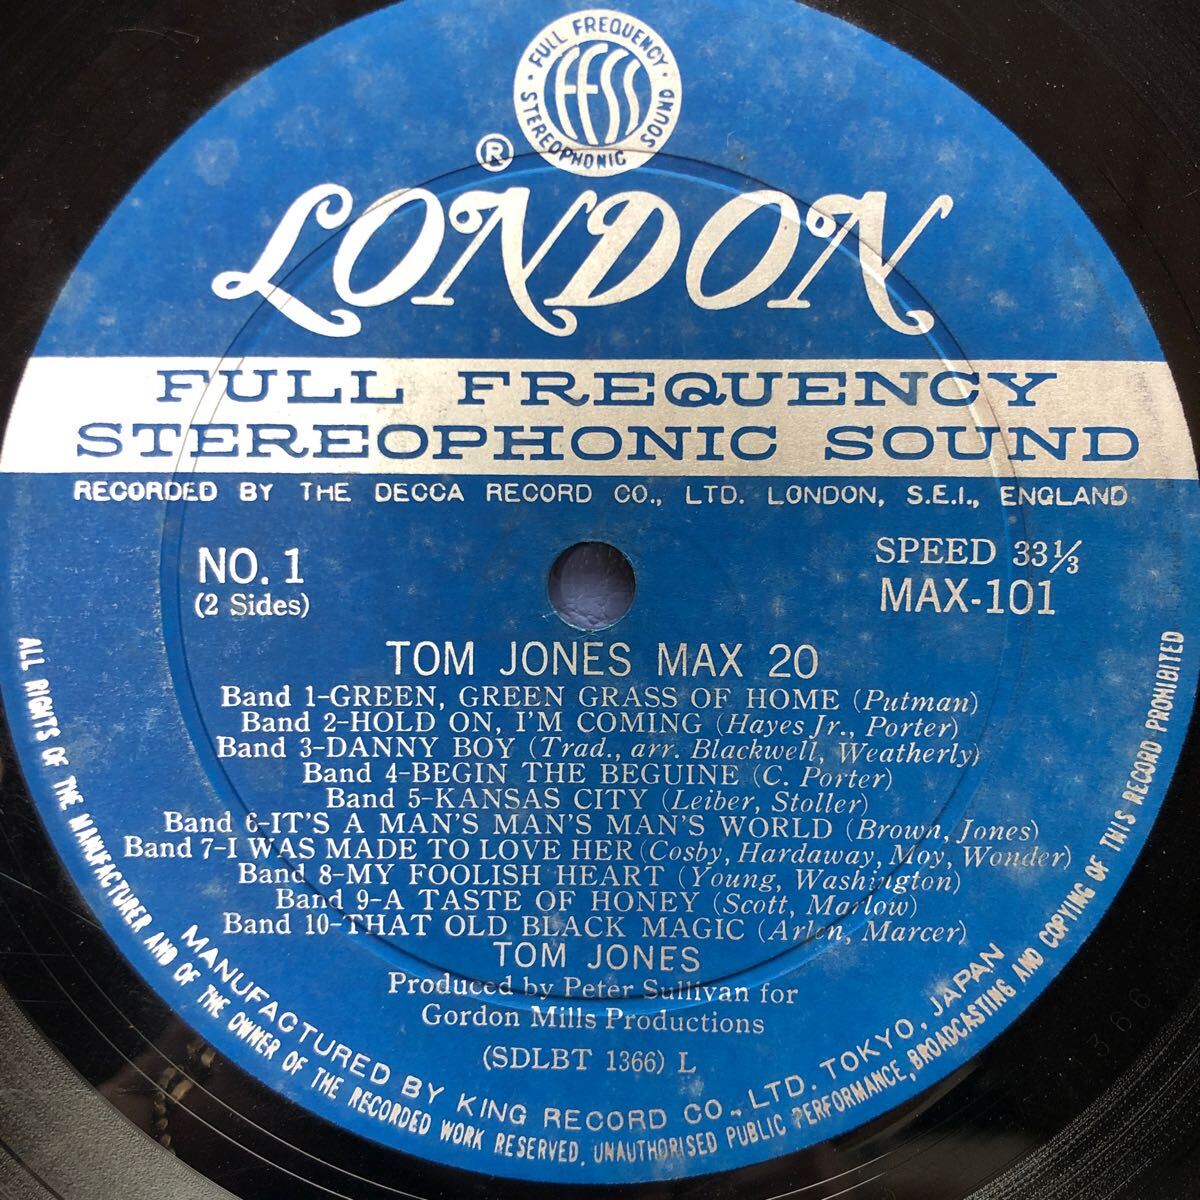 FULL FREQUENCY
FFSS
STEREOPHONIC SOUND
®
LONDON
FULL FREQUENCY
STEREOPHONIC SOUND
RECORDED BY THE DECCA RECORD CO., LTD. LONDON, S.E.I., ENGLAND
NO. 1
(2 Sides)
SPEED 33⅓
MAX-101
TOM JONES MAX 20
Band 1-GREEN, GREEN GRASS OF HOME (Putman)
Band 2-HOLD ON, I'M COMING (Hayes Jr., Porter)
Band 3-DANNY BOY (Trad., arr. Blackwell, Weatherly)
Band 4-BEGIN THE BEGUINE (C. Porter)
Band 5-KANSAS CITY (Leiber, Stoller)
Band 6-IT'S A MAN'S MAN'S MAN'S WORLD (Brown, Jones)
Band 7-I WAS MADE TO LOVE HER (Cosby, Hardaway, Moy, Wonder)
Band 8-MY FOOLISH HEART (Young, Washington)
Band 9-A TASTE OF HONEY (Scott, Marlow)
Band 10-THAT OLD BLACK MAGIC (Arlen, Marcer)
TOM JONES
Produced by Peter Sullivan for
Gordon Mills Productions
(SDLBT 1366) L
MANUFACTURED BY KING RECORD CO., LTD. TOKYO, JAPAN
ALL RIGHTS OF THE MANUFACTURER AND OF THE OWNER OF THE RECORDED WORK RESERVED, UNAUTHORISED PUBLIC PERFORMANCE, BROADCASTING AND COPYING OF THIS RECORD PROHIBITED
366